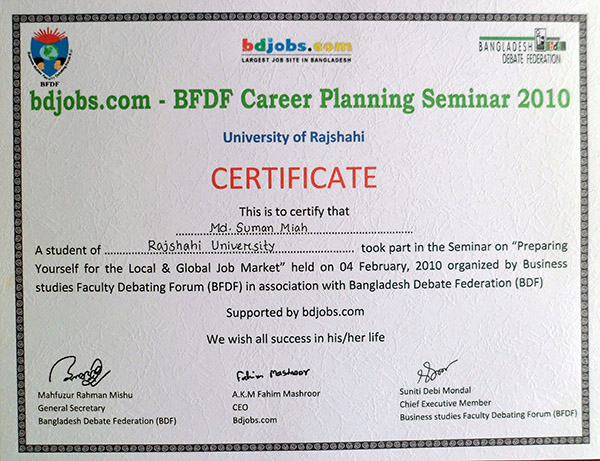 BFDF
bdjobs.com
LARGEST JOB SITE IN BANGLADESH
BANGLADESH
DEBATE FEDERATION
bdjobs.com - BFDF Career Planning Seminar 2010
University of Rajshahi
CERTIFICATE
This is to certify that
Md. Suman Miah
A student of Rajshahi University took part in the Seminar on "Preparing
Yourself for the Local & Global Job Market" held on 04 February, 2010 organized by Business
studies Faculty Debating Forum (BFDF) in association with Bangladesh Debate Federation (BDF)
Supported by bdjobs.com
We wish all success in his/her life
Fahim Mashroor
Mahfuzur Rahman Mishu
General Secretary
Bangladesh Debate Federation (BDF)
A.K.M Fahim Mashroor
CEO
Bdjobs.com
Suniti Debi Mondal
Chief Executive Member
Business studies Faculty Debating Forum (BFDF)